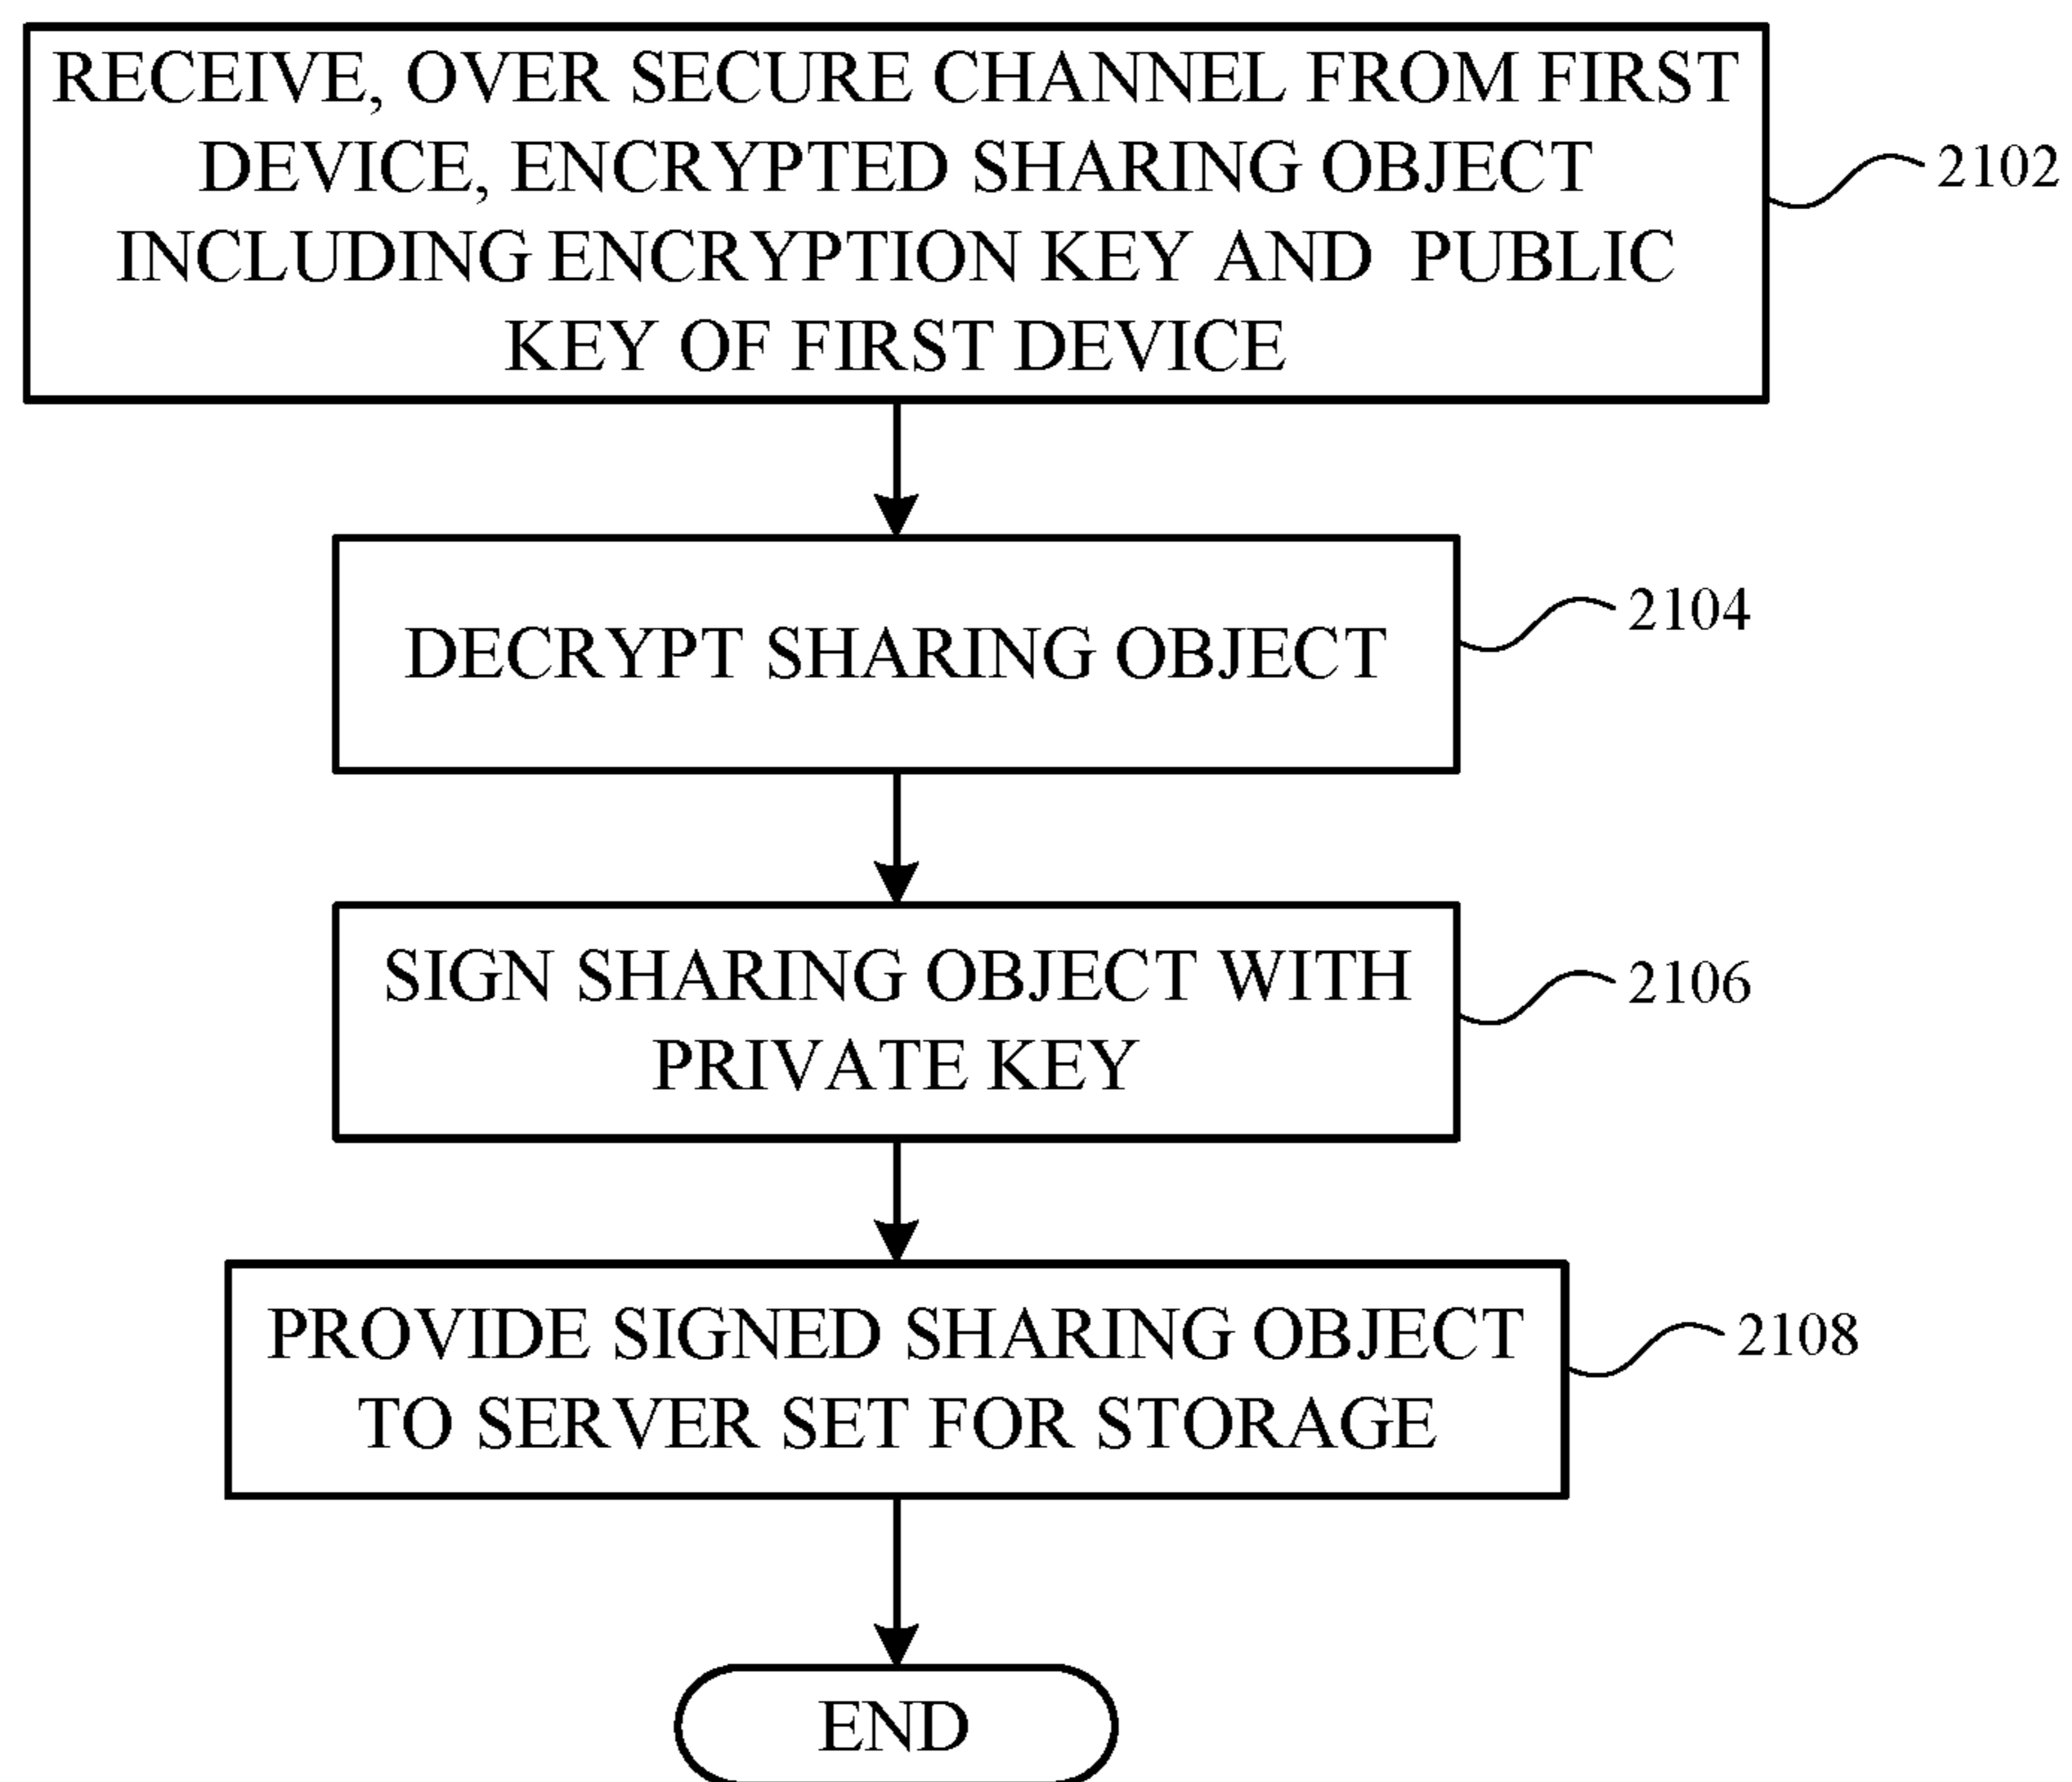 RECEIVE, OVER SECURE CHANNEL FROM FIRST
DEVICE, ENCRYPTED SHARING OBJECT
INCLUDING ENCRYPTION KEY AND PUBLIC
KEY OF FIRST DEVICE
2102
DECRYPT SHARING OBJECT
2104
SIGN SHARING OBJECT WITH
PRIVATE KEY
2106
PROVIDE SIGNED SHARING OBJECT
TO SERVER SET FOR STORAGE
2108
END